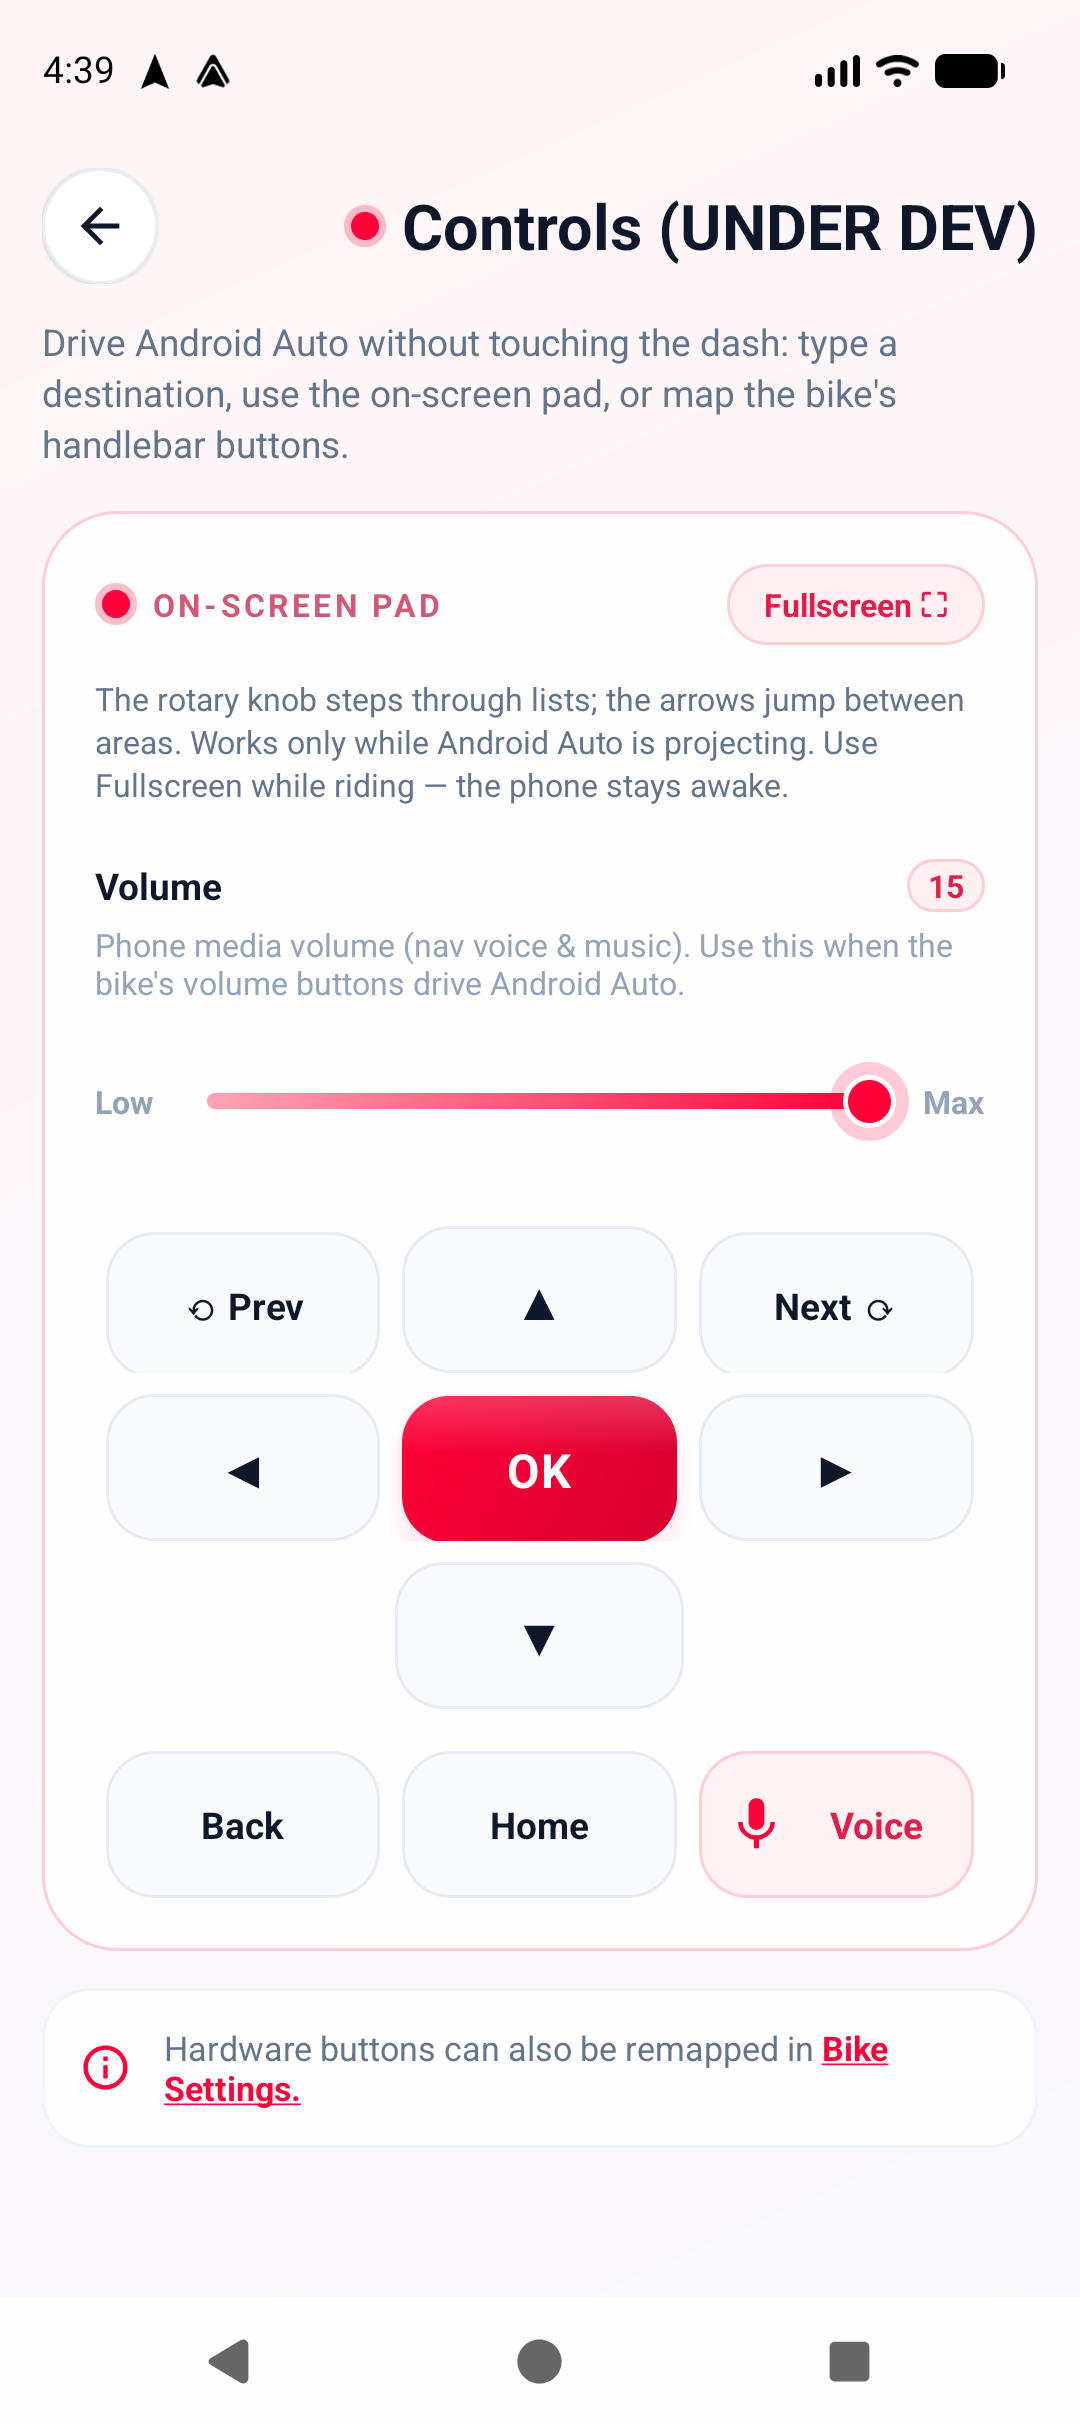 4:39
Controls (UNDER DEV)
Drive Android Auto without touching the dash: type a
destination, use the on-screen pad, or map the bike's
handlebar buttons.
ON-SCREEN PAD
Fullscreen
The rotary knob steps through lists; the arrows jump between
areas. Works only while Android Auto is projecting. Use
Fullscreen while riding — the phone stays awake.
Volume
15
Phone media volume (nav voice & music). Use this when the
bike's volume buttons drive Android Auto.
Low
Max
⟲ Prev
▲
Next ⟳
◀
OK
▶
▼
Back
Home
Voice
Hardware buttons can also be remapped in Bike
Settings.